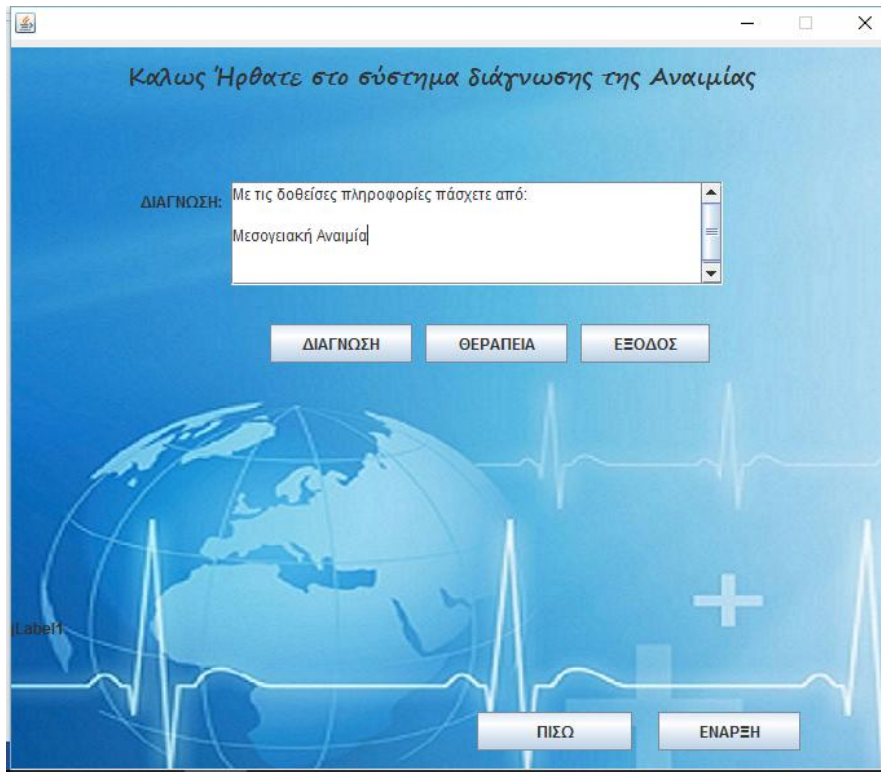 Καλως Ήρθατε στο σύστημα διάγνωσης της Αναιμίας
ΔΙΑΓΝΩΣΗ:
Με τις δοθείσες πληροφορίες πάσχετε από:
Μεσογειακή Αναιμία
ΔΙΑΓΝΩΣΗ ΘΕΡΑΠΕΙΑ ΕΞΟΔΟΣ
jLabel1
ΠΙΣΩ ΕΝΑΡΞΗ